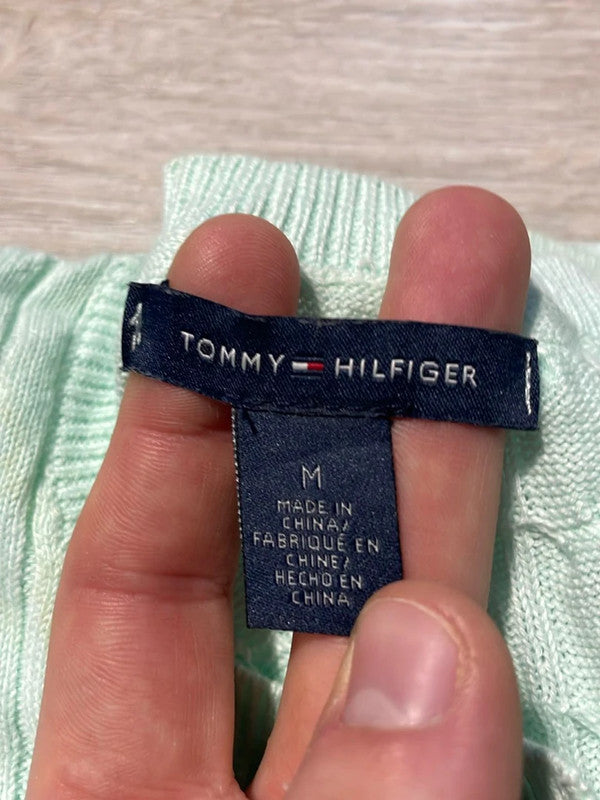 TOMMY HILFIGER
M
MADE IN
CHINA/
FABRIQUÉ EN
CHINE/
HECHO EN
CHINA